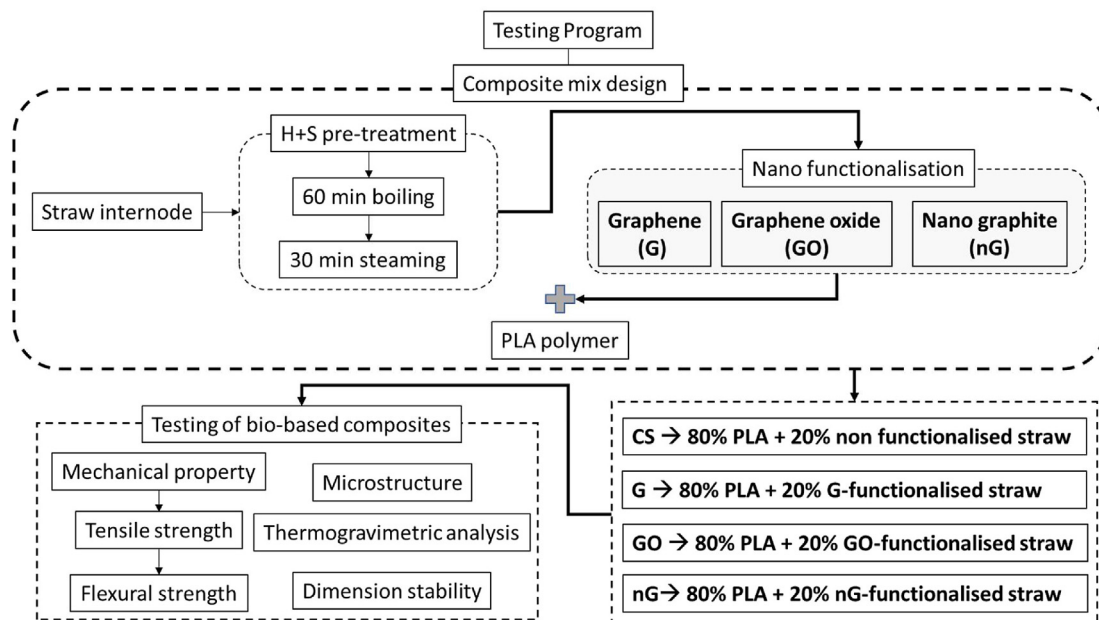 Testing Program
Composite mix design
H+S pre-treatment
60 min boiling
30 min steaming
Straw internode
Nano functionalisation
Graphene
(G)
Graphene oxide
(GO)
Nano graphite
(nG)
PLA polymer
Testing of bio-based composites
Mechanical property
Tensile strength
Flexural strength
Microstructure
Thermogravimetric analysis
Dimension stability
CS → 80% PLA + 20% non functionalised straw
G → 80% PLA + 20% G-functionalised straw
GO → 80% PLA + 20% GO-functionalised straw
nG→ 80% PLA + 20% nG-functionalised straw